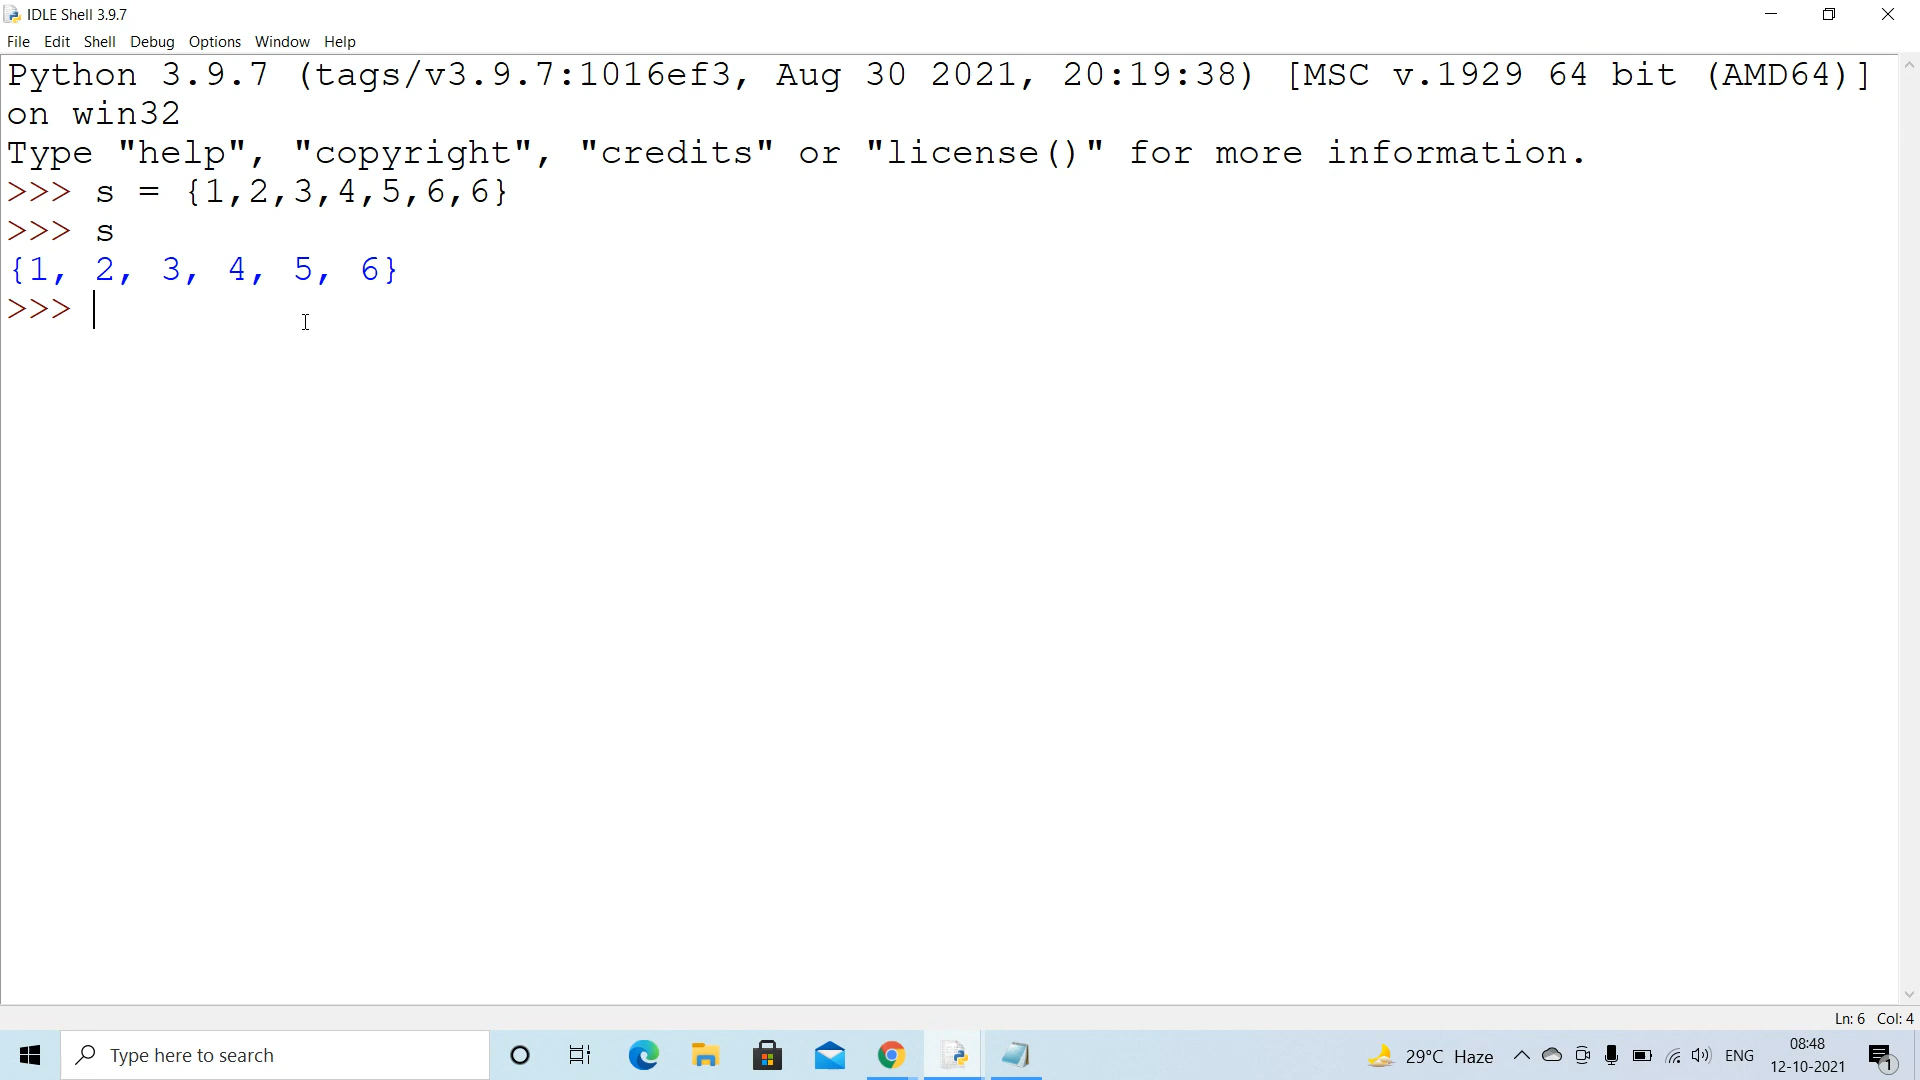 IDLE Shell 3.9.7
File Edit Shell Debug Options Window Help
Python 3.9.7 (tags/v3.9.7:1016ef3, Aug 30 2021, 20:19:38) [MSC v.1929 64 bit (AMD64)]
on win32
Type "help", "copyright", "credits" or "license()" for more information.
>>> s = {1,2,3,4,5,6,6}
>>> s
{1, 2, 3, 4, 5, 6}
>>>
Ln: 6 Col: 4
Type here to search
29°C Haze
ENG
08:48
12-10-2021
1